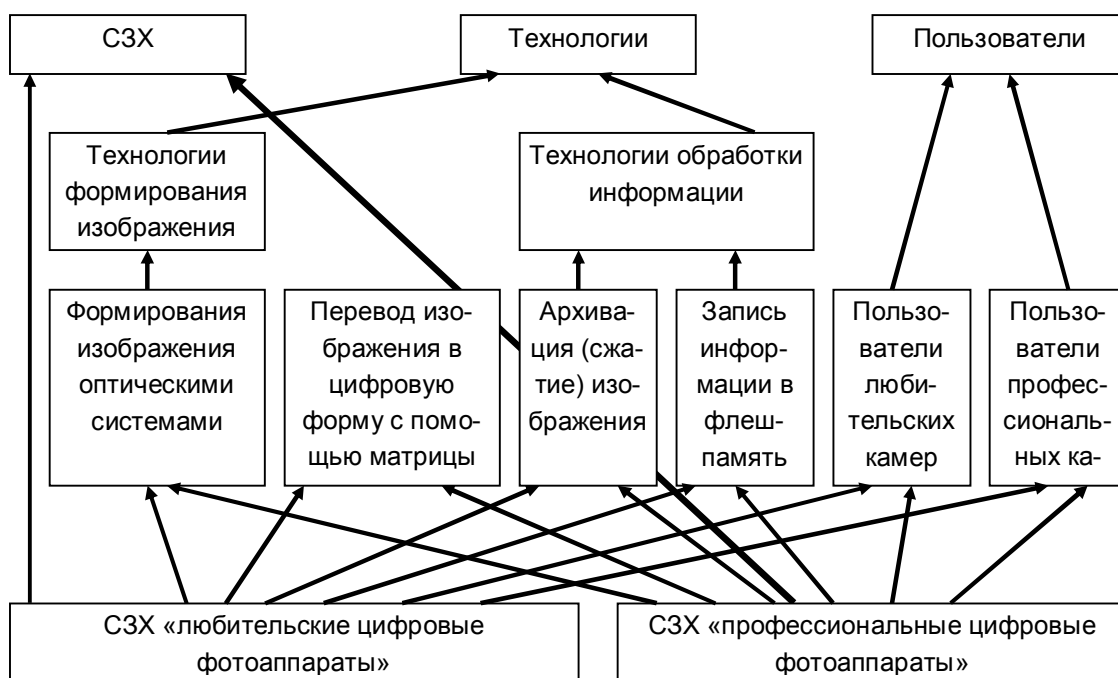 СЗХ
Технологии
Пользователи
Технологии
формирования
изображения
Технологии обработки
информации
Формирования
изображения
оптическими
системами
Перевод изо-
бражения в
цифровую
форму с помо-
щью матрицы
Архива-
ция (сжа-
тие) изо-
бражения
Запись
инфор-
мации в
флеш-
память
Пользо-
ватели
люби-
тельских
камер
Пользо-
ватели
профес-
сиональ-
ных ка-
СЗХ «любительские цифровые
фотоаппараты»
СЗХ «профессиональные цифровые
фотоаппараты»